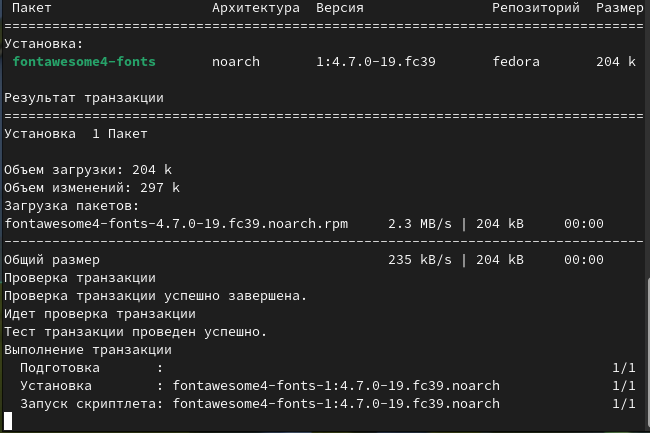 Пакет Архитектура Версия Репозиторий Размер
================================================================================
Установка:
fontawesome4-fonts noarch 1:4.7.0-19.fc39 fedora 204 k
Результат транзакции
================================================================================
Установка 1 Пакет
Объем загрузки: 204 k
Объем изменений: 297 k
Загрузка пакетов:
fontawesome4-fonts-4.7.0-19.fc39.noarch.rpm 2.3 MB/s | 204 kB 00:00
--------------------------------------------------------------------------------
Общий размер 235 kB/s | 204 kB 00:00
Проверка транзакции
Проверка транзакции успешно завершена.
Идет проверка транзакции
Тест транзакции проведен успешно.
Выполнение транзакции
Подготовка : 1/1
Установка : fontawesome4-fonts-1:4.7.0-19.fc39.noarch 1/1
Запуск скриптлета: fontawesome4-fonts-1:4.7.0-19.fc39.noarch 1/1